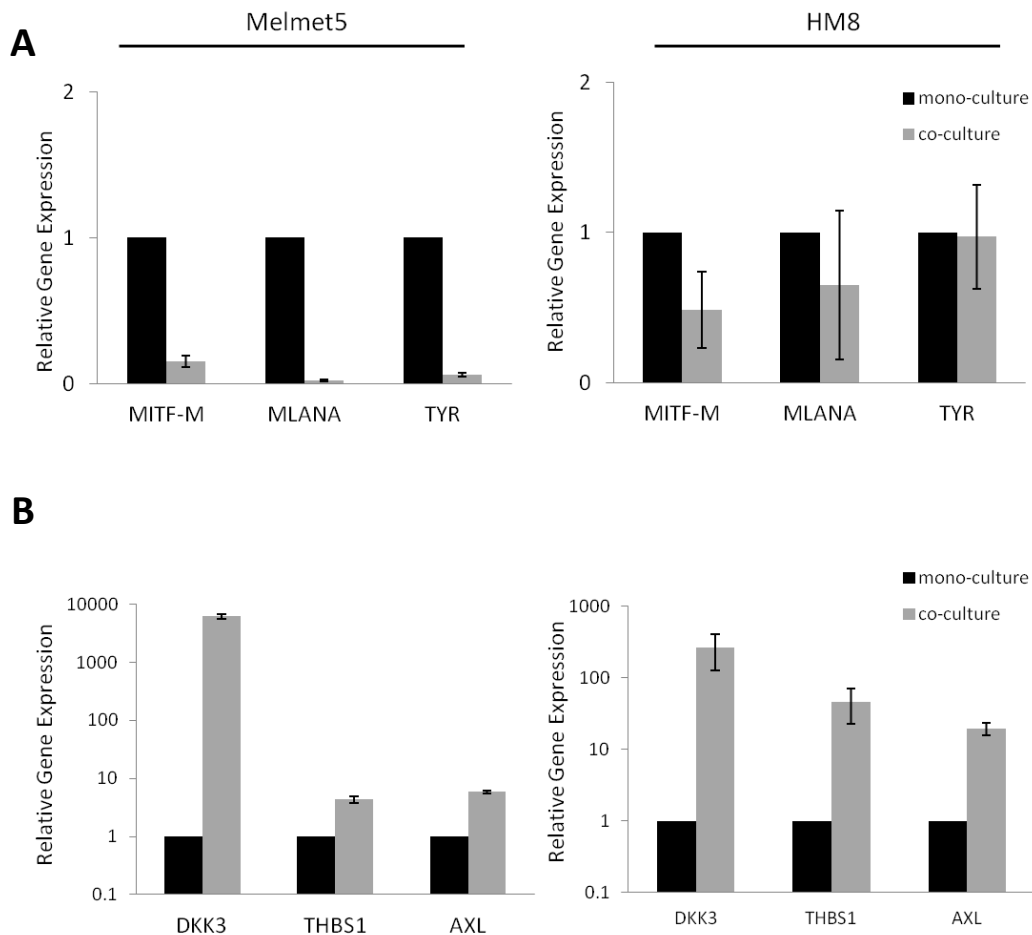 Melmet5
HM8
A
Relative Gene Expression
2
1
0
MITF-M MLANA TYR
Relative Gene Expression
2
1
0
mono-culture
co-culture
MITF-M MLANA TYR
B
Relative Gene Expression
10000
1000
100
10
1
0.1
DKK3 THBS1 AXL
Relative Gene Expression
1000
100
10
1
0.1
mono-culture
co-culture
DKK3 THBS1 AXL